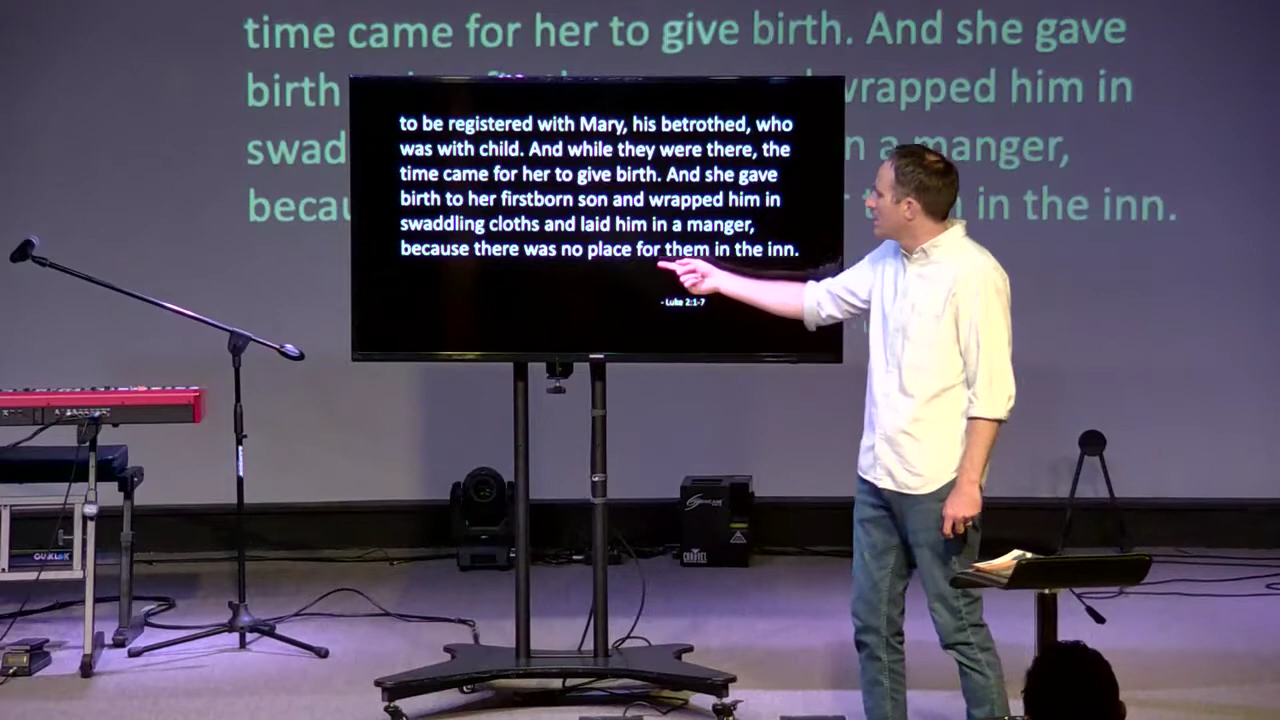 time came for her to give birth. And she gave
birth wrapped him in
swad n a manger,
becau in the inn.
to be registered with Mary, his betrothed, who
was with child. And while they were there, the
time came for her to give birth. And she gave
birth to her firstborn son and wrapped him in
swaddling cloths and laid him in a manger,
because there was no place for them in the inn.
- Luke 2:1-7
QUIKLOK
CHAUVET